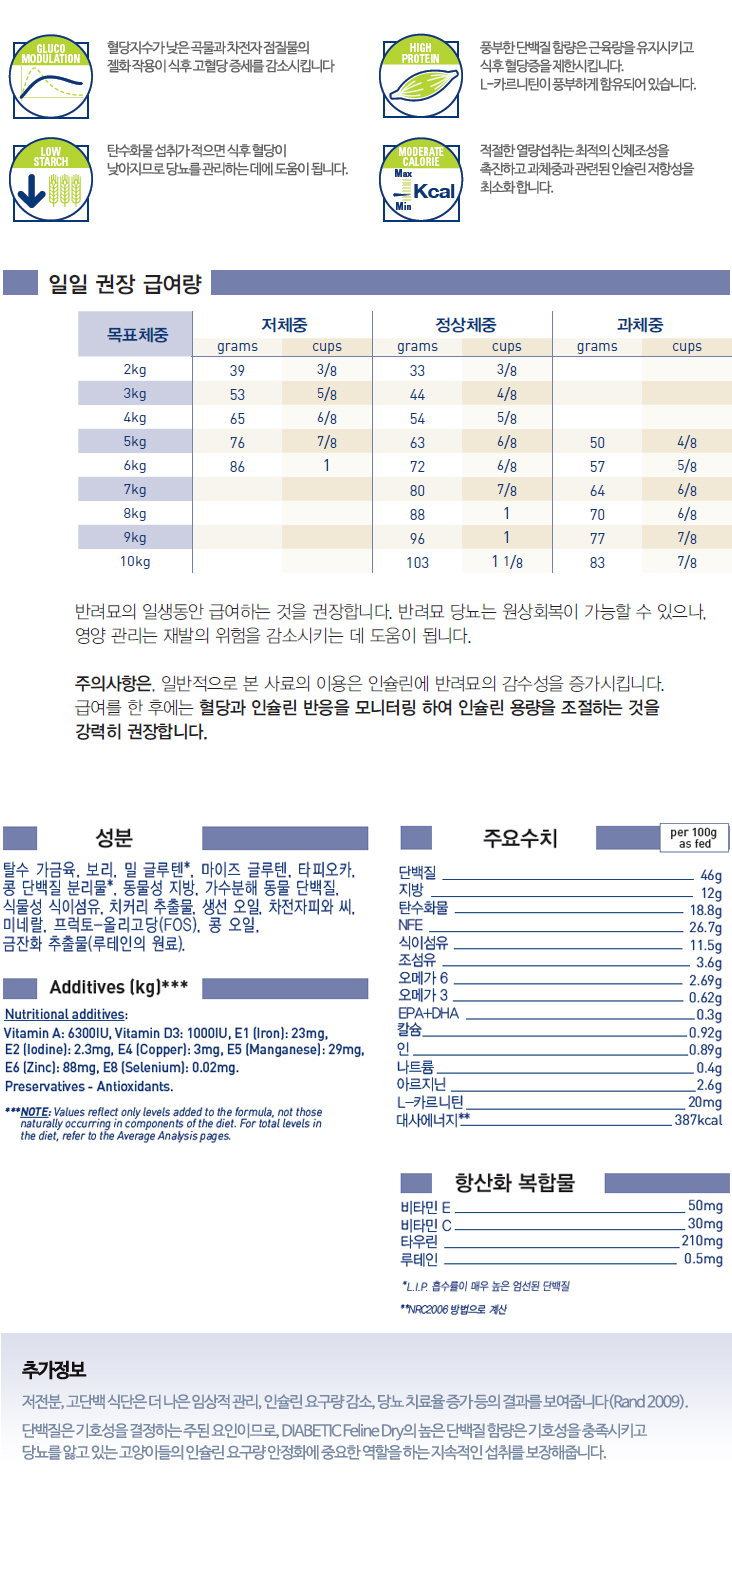 GLUCO
MODULATION
혈당지수가 낮은 곡물과 차전자 점질물의
겔화 작용이 식후 고혈당 증세를 감소시킵니다
HIGH
PROTEIN
풍부한 단백질 함량은 근육량을 유지시키고
식후 혈당증을 제한시킵니다.
L-카르니틴이 풍부하게 함유되어 있습니다.
LOW
STARCH
탄수화물 섭취가 적으면 식후 혈당이
낮아지므로 당뇨를 관리하는 데에 도움이 됩니다.
MODERATE
CALORIE
Max
Kcal
Min
적절한 열량섭취는 최적의 신체조성을
촉진하고 과체중과 관련된 인슐린 저항성을
최소화 합니다.
일일 권장 급여량
목표체중 저체중 정상체중 과체중
grams cups grams cups grams cups
2kg 39 3/8 33 3/8
3kg 53 5/8 44 4/8
4kg 65 6/8 54 5/8
5kg 76 7/8 63 6/8 50 4/8
6kg 86 1 72 6/8 57 5/8
7kg 80 7/8 64 6/8
8kg 88 1 70 6/8
9kg 96 1 77 7/8
10kg 103 1 1/8 83 7/8
반려묘의 일생동안 급여하는 것을 권장합니다. 반려묘 당뇨는 원상회복이 가능할 수 있으나,
영양 관리는 재발의 위험을 감소시키는 데 도움이 됩니다.
주의사항은, 일반적으로 본 사료의 이용은 인슐린에 반려묘의 감수성을 증가시킵니다.
급여를 한 후에는 혈당과 인슐린 반응을 모니터링 하여 인슐린 용량을 조절하는 것을
강력히 권장합니다.
성분
탈수 가금육, 보리, 밀 글루텐*, 마이즈 글루텐, 타피오카,
콩 단백질 분리물*, 동물성 지방, 가수분해 동물 단백질,
식물성 식이섬유, 치커리 추출물, 생선 오일, 차전자피와 씨,
미네랄, 프럭토-올리고당(FOS), 콩 오일,
금잔화 추출물(루테인의 원료).
Additives (kg)***
Nutritional additives:
Vitamin A: 6300IU, Vitamin D3: 1000IU, E1 (Iron): 23mg,
E2 (Iodine): 2.3mg, E4 (Copper): 3mg, E5 (Manganese): 29mg,
E6 (Zinc): 88mg, E8 (Selenium): 0.02mg.
Preservatives - Antioxidants.
***NOTE: Values reflect only levels added to the formula, not those
naturally occurring in components of the diet. For total levels in
the diet, refer to the Average Analysis pages.
주요수치
per 100g
as fed
단백질 46g
지방 12g
탄수화물 18.8g
NFE 26.7g
식이섬유 11.5g
조섬유 3.6g
오메가 6 2.69g
오메가 3 0.62g
EPA+DHA 0.3g
칼슘 0.92g
인 0.89g
나트륨 0.4g
아르지닌 2.6g
L-카르니틴 20mg
대사에너지** 387kcal
항산화 복합물
비타민 E 50mg
비타민 C 30mg
타우린 210mg
루테인 0.5mg
*L.I.P. 흡수률이 매우 높은 엄선된 단백질
**NRC2006 방법으로 계산
추가정보
저전분, 고단백 식단은 더 나은 임상적 관리, 인슐린 요구량 감소, 당뇨 치료율 증가 등의 결과를 보여줍니다(Rand 2009).
단백질은 기호성을 결정하는 주된 요인이므로, DIABETIC Feline Dry의 높은 단백질 함량은 기호성을 충족시키고
당뇨를 앓고 있는 고양이들의 인슐린 요구량 안정화에 중요한 역할을 하는 지속적인 섭취를 보장해줍니다.